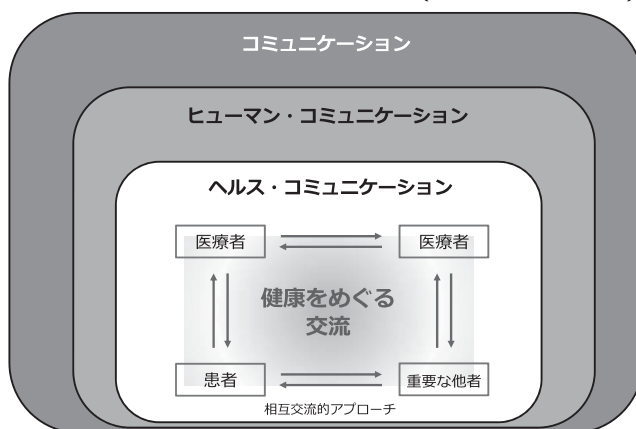 コミュニケーション
ヒューマン・コミュニケーション
ヘルス・コミュニケーション
医療者
医療者
健康をめぐる
交流
患者
重要な他者
相互交流的アプローチ